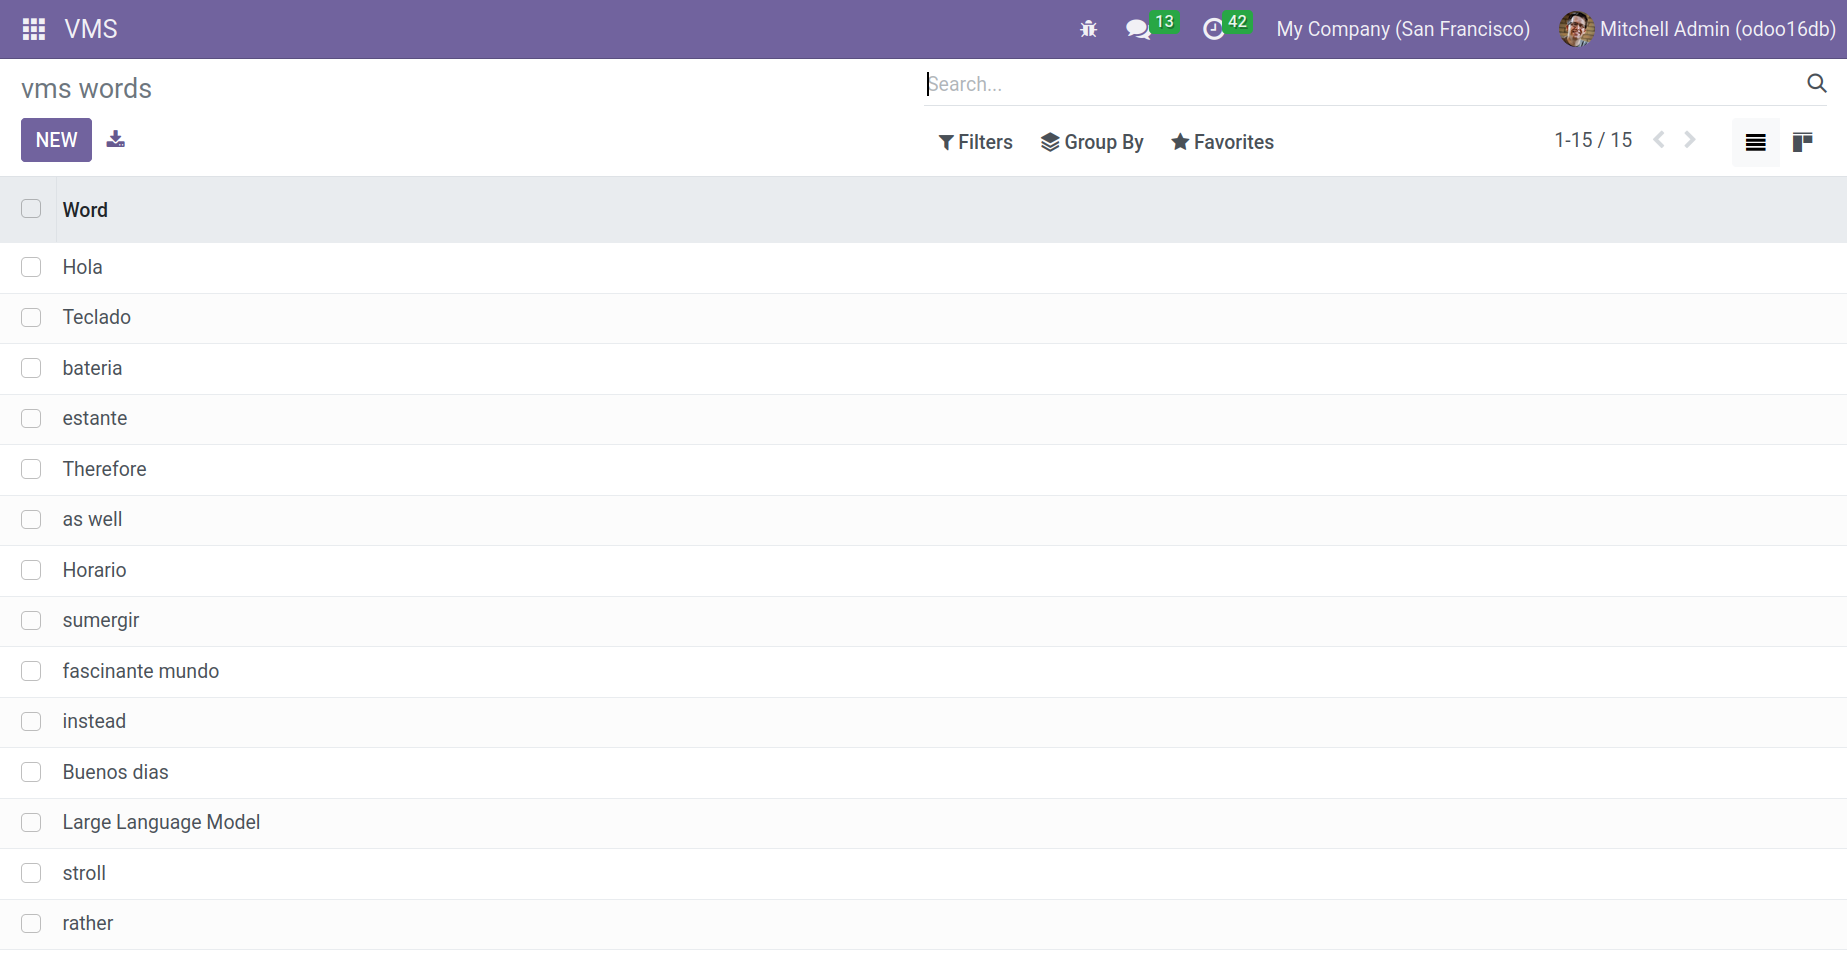 VMS 13 42 My Company (San Francisco) Mitchell Admin (odoo16db)
vms words Search...
NEW Filters Group By Favorites 1-15 / 15
Word
Hola
Teclado
bateria
estante
Therefore
as well
Horario
sumergir
fascinante mundo
instead
Buenos dias
Large Language Model
stroll
rather